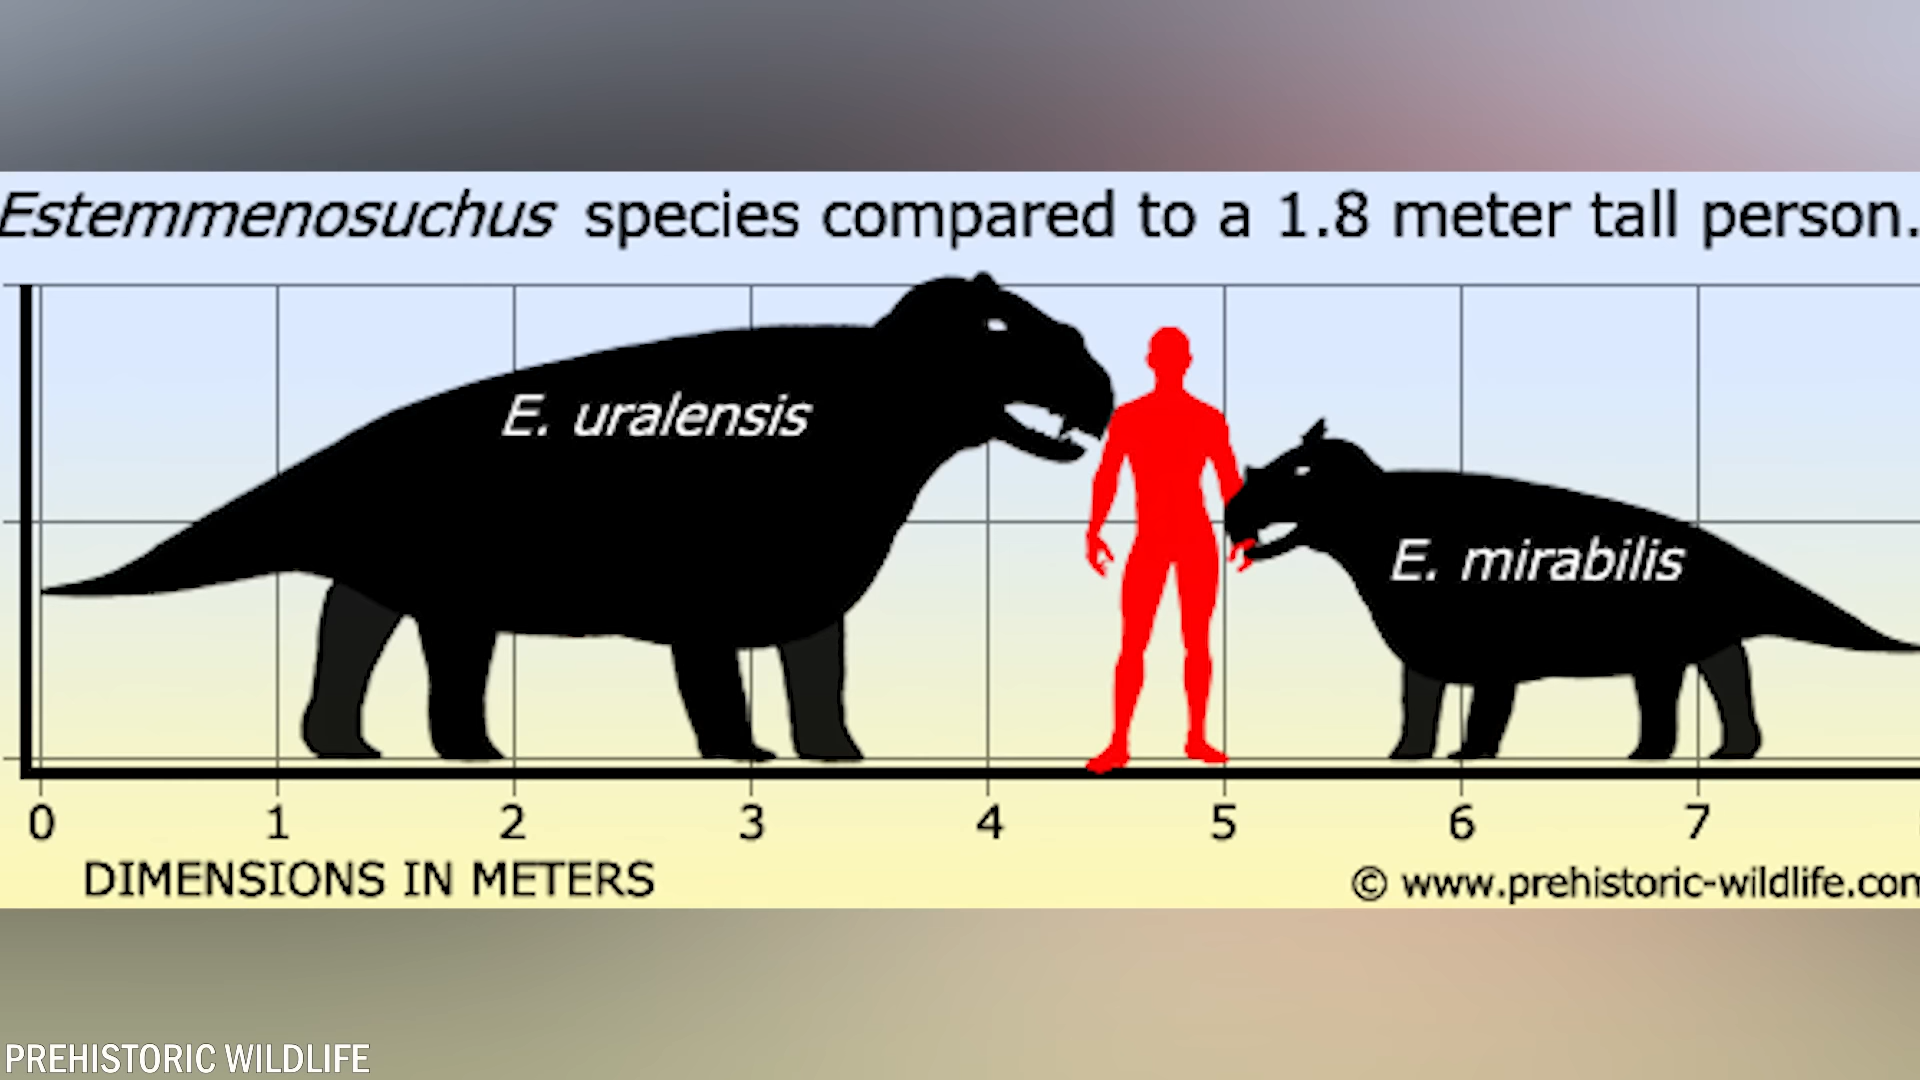 Estemmenosuchus species compared to a 1.8 meter tall person.
E. uralensis
E. mirabilis
0 1 2 3 4 5 6 7
DIMENSIONS IN METERS
© www.prehistoric-wildlife.com
PREHISTORIC WILDLIFE